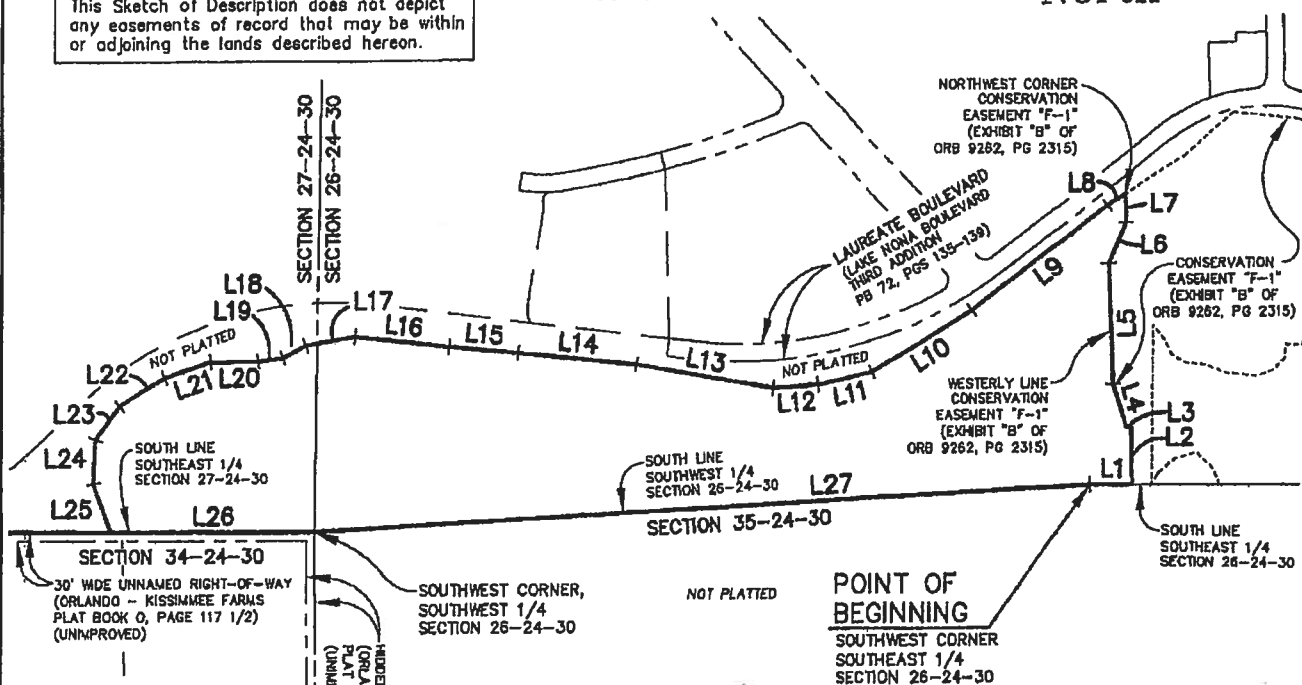 This Sketch of Description does not depict
any easements of record that may be within
or adjoining the lands described hereon.
SECTION 27-24-30
SECTION 26-24-30
NORTHWEST CORNER
CONSERVATION
EASEMENT "F-1"
(EXHIBIT "B" OF
ORB 9262, PG 2315)
LAUREATE BOULEVARD
(LAKE NONA BOULEVARD
THIRD ADDITION
PB 72, PGS 135-139)
L8
L7
L6
CONSERVATION
EASEMENT "F-1"
(EXHIBIT "B" OF
ORB 9262, PG 2315)
L9
L5
L18
L19
L17
L16
L15
L14
L13
NOT PLATTED
L12
L11
L10
NOT PLATTED
L22
L21
L20
L23
L24
L25
WESTERLY LINE
CONSERVATION
EASEMENT "F-1"
(EXHIBIT "B" OF
ORB 9262, PG 2315)
L4
L3
L2
L1
SOUTH LINE
SOUTHEAST 1/4
SECTION 27-24-30
SOUTH LINE
SOUTHWEST 1/4
SECTION 26-24-30
L27
L26
SECTION 35-24-30
SECTION 34-24-30
SOUTH LINE
SOUTHEAST 1/4
SECTION 26-24-30
30' WIDE UNNAMED RIGHT-OF-WAY
(ORLANDO - KISSIMMEE FARMS
PLAT BOOK O, PAGE 117 1/2)
(UNIMPROVED)
SOUTHWEST CORNER,
SOUTHWEST 1/4
SECTION 26-24-30
NOT PLATTED
POINT OF
BEGINNING
SOUTHWEST CORNER
SOUTHEAST 1/4
SECTION 26-24-30
PLAT